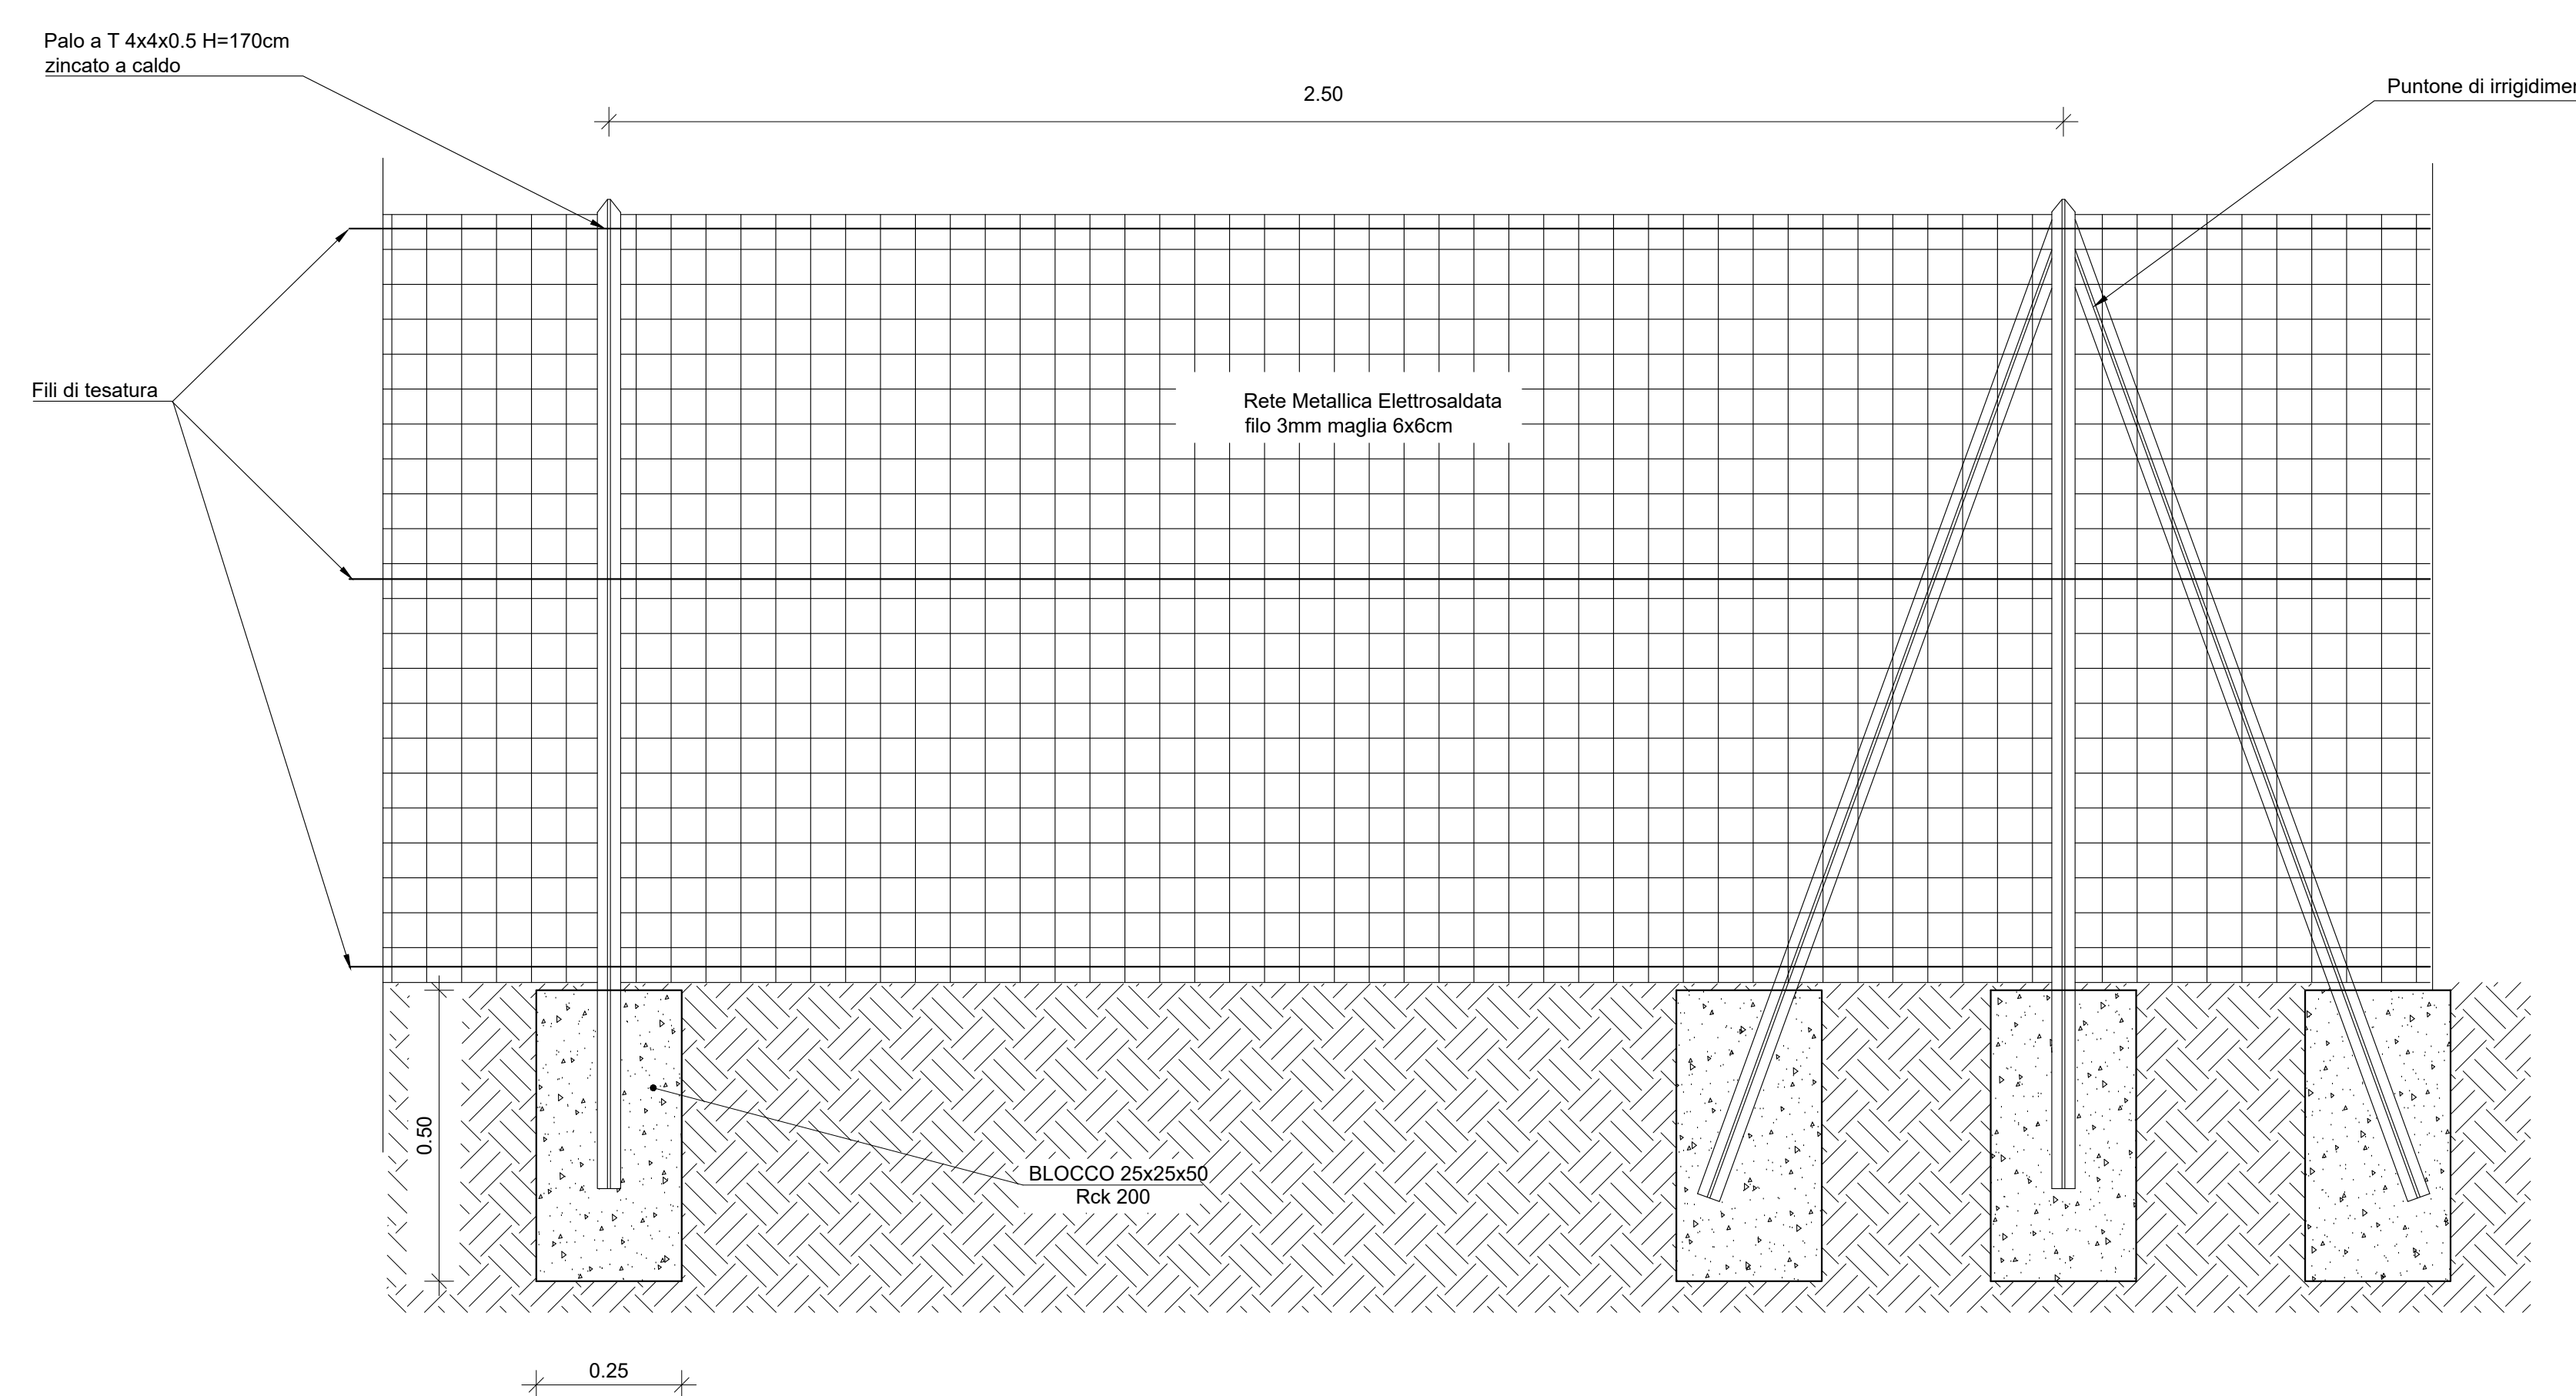 Palo a T 4x4x0.5 H=170cm
zincato a caldo
2.50
Puntone di irrigidimen
Fili di tesatura
Rete Metallica Elettrosaldata
filo 3mm maglia 6x6cm
0.50
BLOCCO 25x25x50
Rck 200
0.25